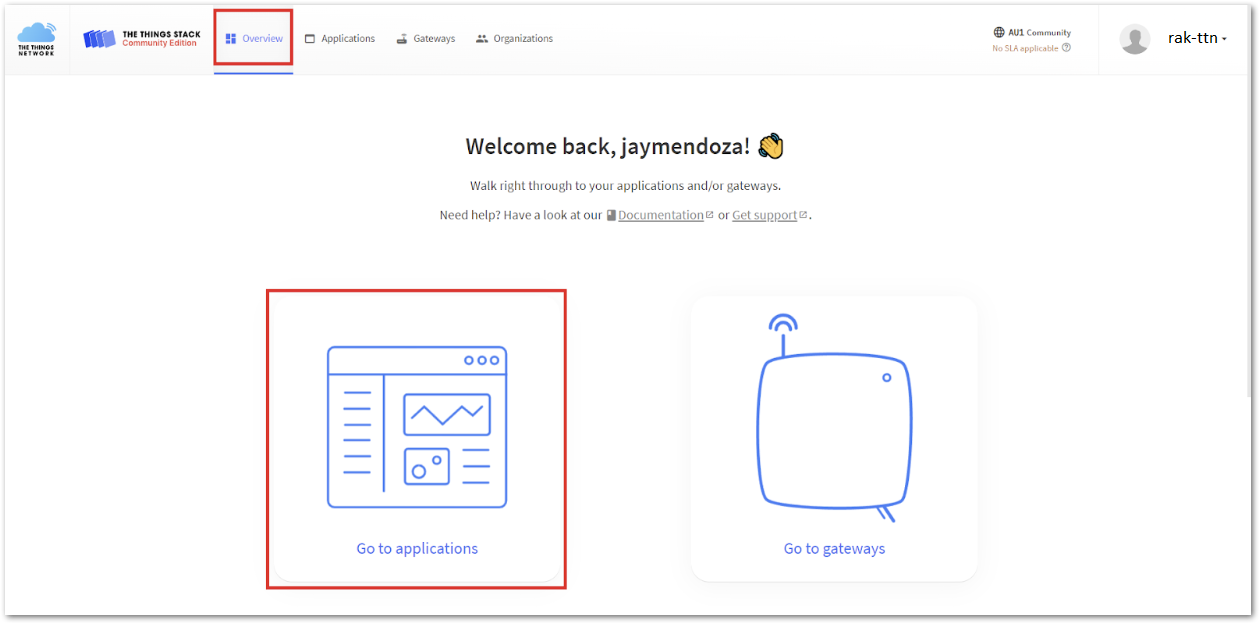 THE THINGS
NETWORK
THE THINGS STACK
Community Edition
Overview
Applications
Gateways
Organizations
AU1 Community
No SLA applicable
rak-ttn
Welcome back, jaymendoza! 👋
Walk right through to your applications and/or gateways.
Need help? Have a look at our Documentation or Get support.
Go to applications
Go to gateways